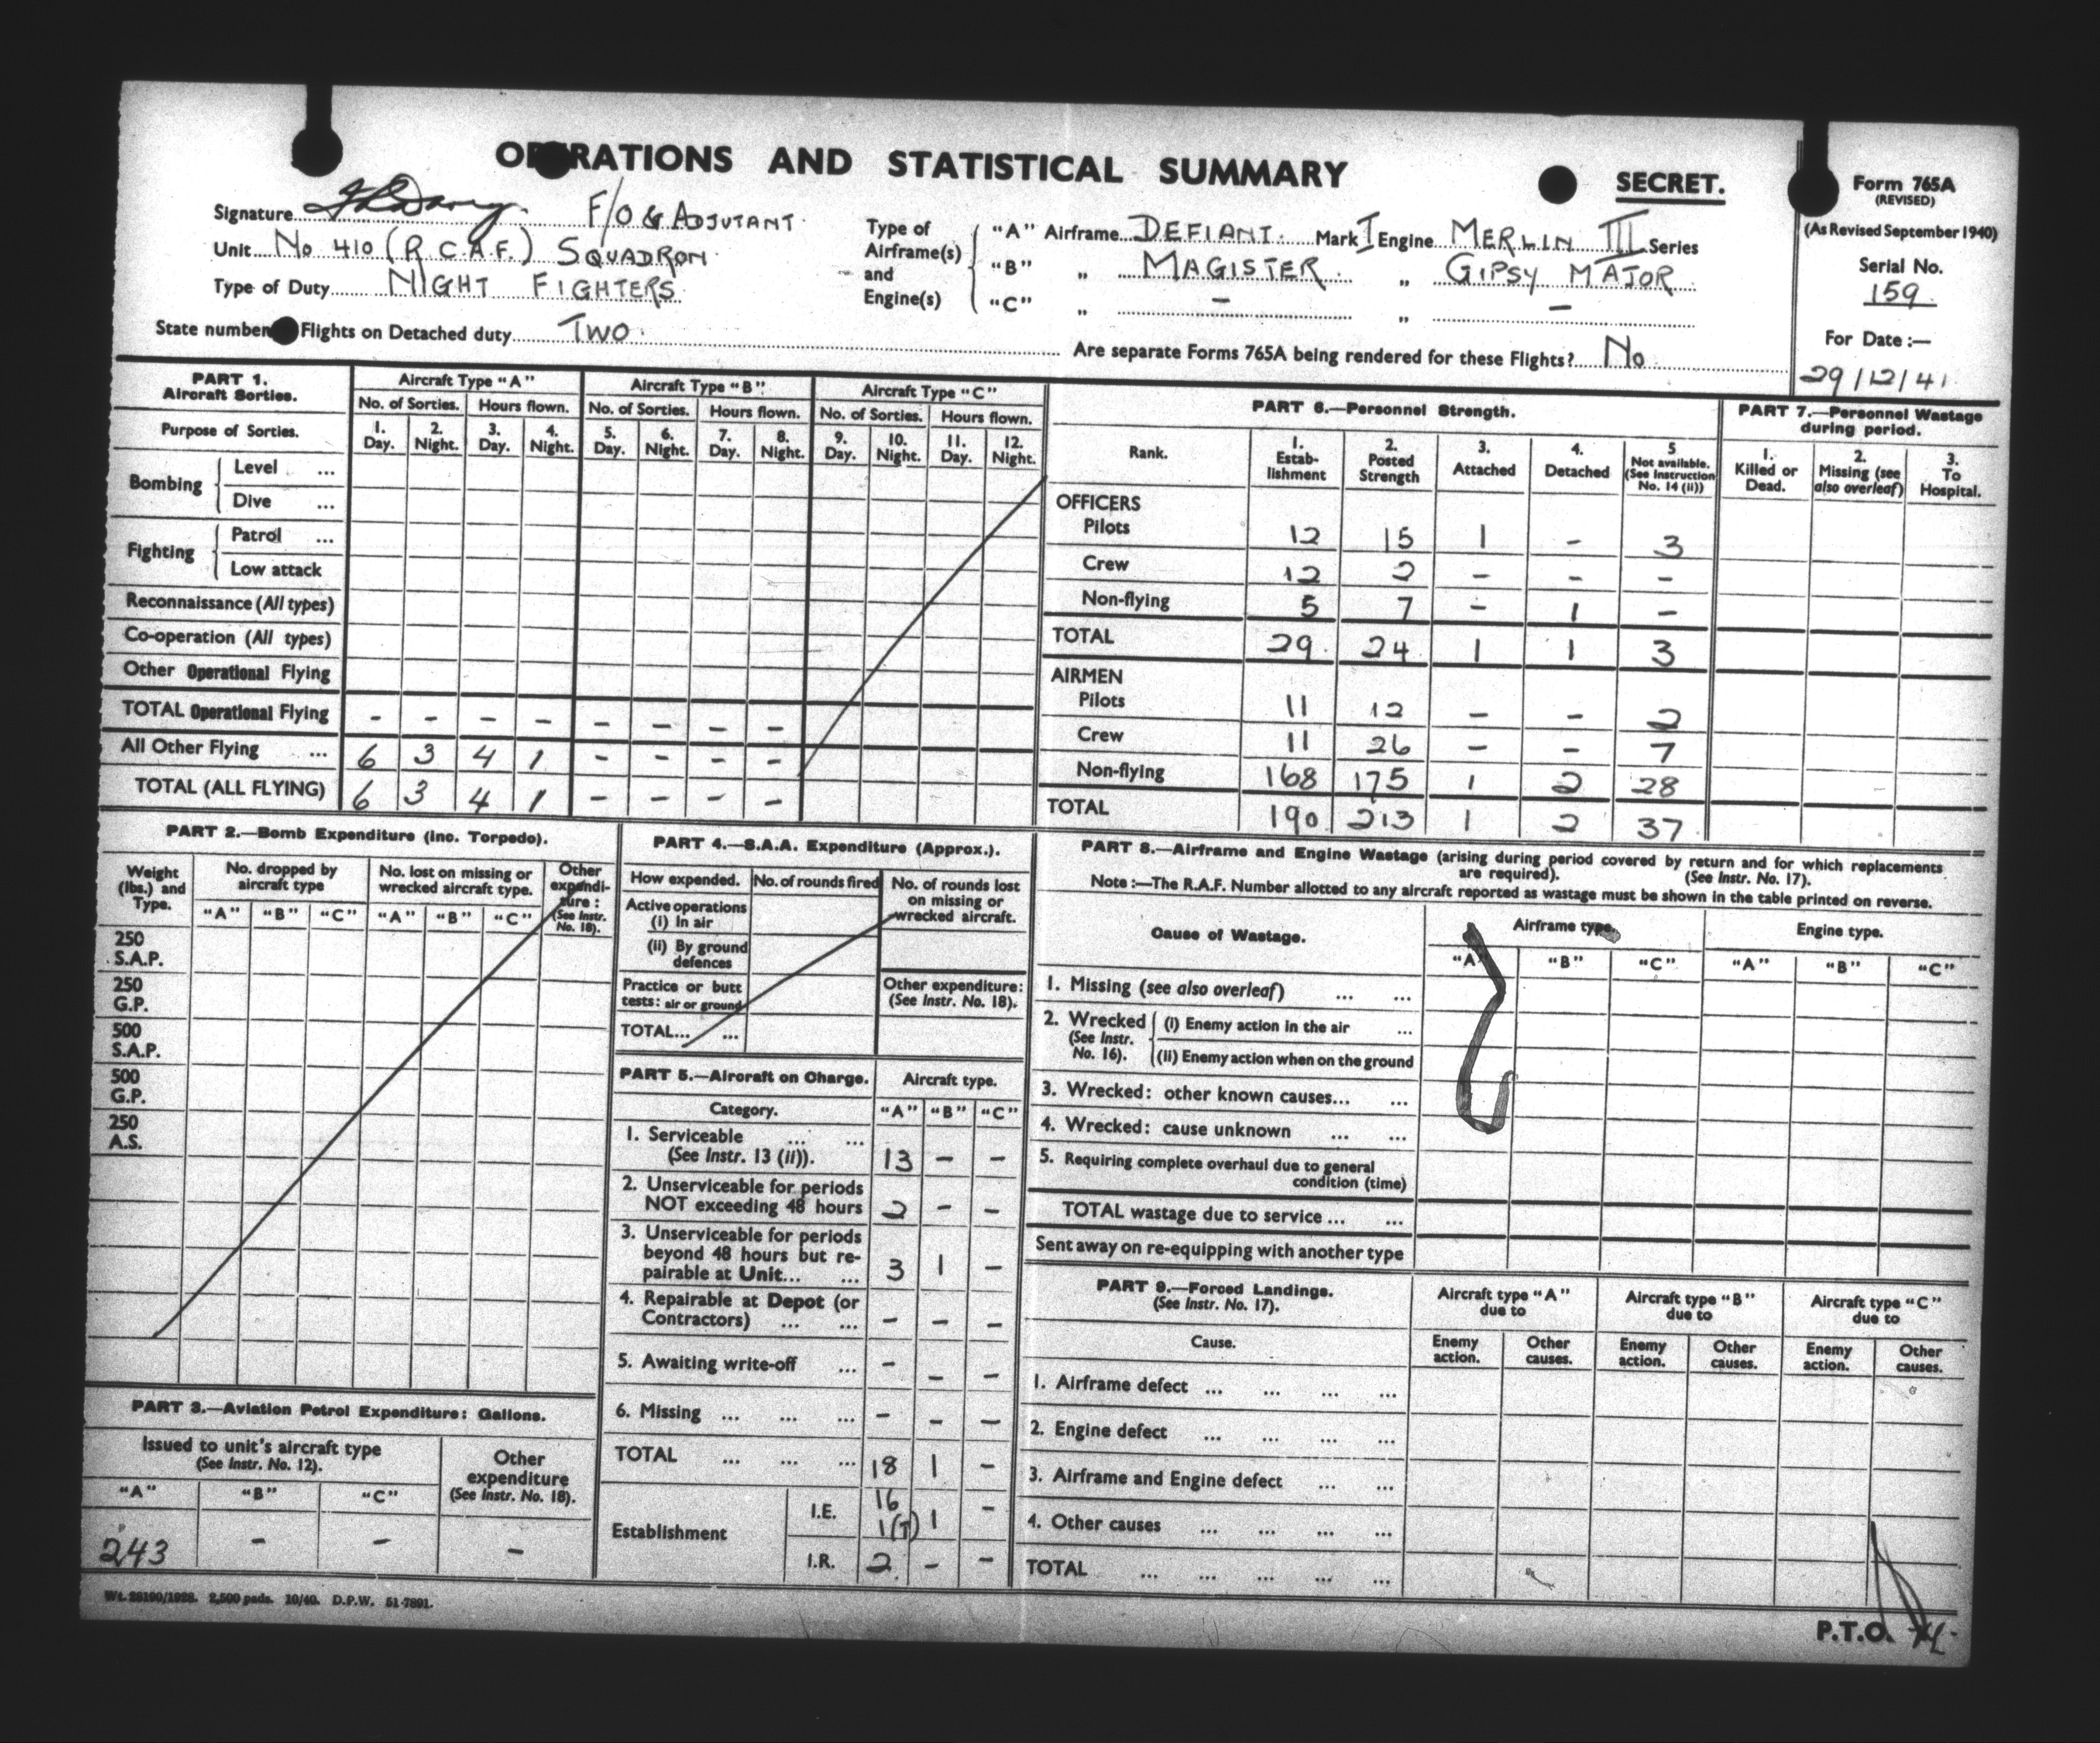 OPERATIONS AND STATISTICAL SUMMARY
SECRET.
Form 765A
(REVISED)
(As Revised September 1940)
Serial No.
159.
For Date :—
29/12/41
Signature F/O & ADJUTANT.
Unit No 410 (R.C.A.F.) SQUADRON.
Type of Duty NIGHT FIGHTERS
State number Flights on Detached duty TWO.
Type of Airframe(s) and Engine(s)
"A" Airframe DEFIANT. Mark I Engine MERLIN III Series
"B" „ MAGISTER. „ GIPSY MAJOR
"C" „ – „ –
Are separate Forms 765A being rendered for these Flights? No
PART 1.
Aircraft Sorties.
Aircraft Type "A" Aircraft Type "B" Aircraft Type "C"
No. of Sorties. Hours flown. No. of Sorties. Hours flown. No. of Sorties. Hours flown.
Purpose of Sorties. 1. Day. 2. Night. 3. Day. 4. Night. 5. Day. 6. Night. 7. Day. 8. Night. 9. Day. 10. Night. 11. Day. 12. Night.
Bombing Level ...
Dive ...
Fighting Patrol ...
Low attack
Reconnaissance (All types)
Co-operation (All types)
Other Operational Flying
TOTAL Operational Flying – – – – – – – –
All Other Flying ... 6 3 4 1 – – – –
TOTAL (ALL FLYING) 6 3 4 1 – – – –
PART 6.—Personnel Strength.
Rank. 1. Establishment 2. Posted Strength 3. Attached 4. Detached 5 Not available. (See Instruction No. 14 (ii))
OFFICERS
Pilots 12 15 1 – 3
Crew 12 2 – – –
Non-flying 5 7 – 1 –
TOTAL 29. 24 1 1 3
AIRMEN
Pilots 11 12 – – 2
Crew 11 26 – – 7
Non-flying 168 175 1 2 28
TOTAL 190 213 1 2 37
PART 7.—Personnel Wastage during period.
1. Killed or Dead. 2. Missing (see also overleaf) 3. To Hospital.
PART 2.—Bomb Expenditure (Inc. Torpedo).
Weight (lbs.) and Type. No. dropped by aircraft type No. lost on missing or wrecked aircraft type. Other expendi-ture : (See Instr. No. 18).
"A" "B" "C" "A" "B" "C"
250 S.A.P.
250 G.P.
500 S.A.P.
500 G.P.
250 A.S.
PART 3.—Aviation Petrol Expenditure: Gallons.
Issued to unit's aircraft type
(See Instr. No. 12).
Other expenditure (See Instr. No. 18).
"A" "B" "C"
243 – – –
PART 4.—S.A.A. Expenditure (Approx.).
How expended. No. of rounds fired No. of rounds lost on missing or wrecked aircraft.
Active operations
(i) In air
(ii) By ground defences
Practice or butt tests: air or ground
Other expenditure: (See Instr. No. 18).
TOTAL... ...
PART 5.—Aircraft on Charge. Aircraft type.
Category. "A" "B" "C"
1. Serviceable ... ...
(See Instr. 13 (ii)). 13 – –
2. Unserviceable for periods
NOT exceeding 48 hours 2 – –
3. Unserviceable for periods
beyond 48 hours but re-
pairable at Unit... ... 3 1 –
4. Repairable at Depot (or
Contractors) ... ... – – –
5. Awaiting write-off ... – – –
6. Missing ... ... ... – – –
TOTAL ... ... ... 18 1 –
Establishment I.E. 16 1(T) 1 –
I.R. 2. – –
PART 8.—Airframe and Engine Wastage (arising during period covered by return and for which replacements
are required). (See Instr. No. 17).
Note :—The R.A.F. Number allotted to any aircraft reported as wastage must be shown in the table printed on reverse.
Cause of Wastage. Airframe type. Engine type.
"A" "B" "C" "A" "B" "C"
1. Missing (see also overleaf) ... ...
2. Wrecked (See Instr. No. 16). (i) Enemy action in the air ...
(ii) Enemy action when on the ground
3. Wrecked: other known causes... ...
4. Wrecked: cause unknown ... ...
5. Requiring complete overhaul due to general
condition (time)
TOTAL wastage due to service ... ...
Sent away on re-equipping with another type
PART 9.—Forced Landings.
(See Instr. No. 17).
Aircraft type "A" due to Aircraft type "B" due to Aircraft type "C" due to
Cause. Enemy action. Other causes. Enemy action. Other causes. Enemy action. Other causes.
1. Airframe defect ... ... ... ...
2. Engine defect ... ... ... ...
3. Airframe and Engine defect ... ...
4. Other causes ... ... ... ...
TOTAL ... ... ... ... ...
Wt. 28190/1928. 2,500 pads. 10/40. D.P.W. 51-7891.
P.T.O.